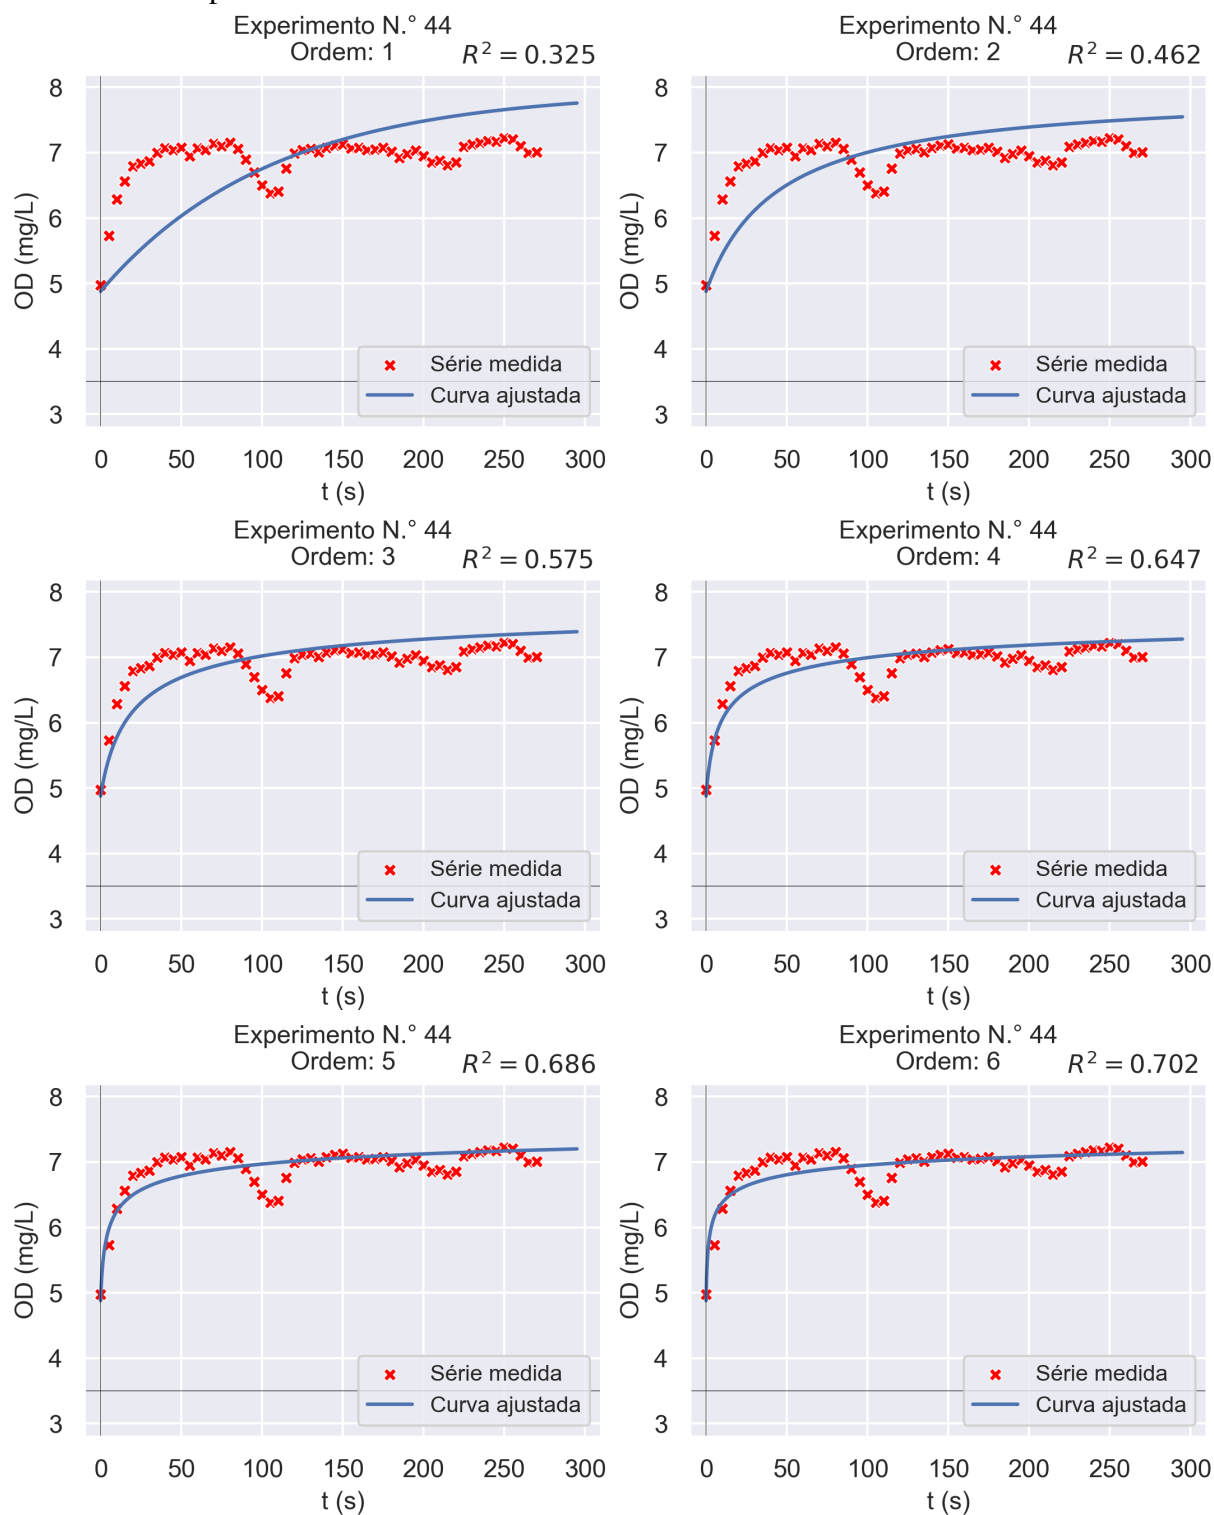 Experimento N.° 44
Ordem: 1 R² = 0.325
8
7
6
5
4
3
OD (mg/L)
Série medida
Curva ajustada
0 50 100 150 200 250 300
t (s)
Experimento N.° 44
Ordem: 2 R² = 0.462
8
7
6
5
4
3
OD (mg/L)
Série medida
Curva ajustada
0 50 100 150 200 250 300
t (s)
Experimento N.° 44
Ordem: 3 R² = 0.575
8
7
6
5
4
3
OD (mg/L)
Série medida
Curva ajustada
0 50 100 150 200 250 300
t (s)
Experimento N.° 44
Ordem: 4 R² = 0.647
8
7
6
5
4
3
OD (mg/L)
Série medida
Curva ajustada
0 50 100 150 200 250 300
t (s)
Experimento N.° 44
Ordem: 5 R² = 0.686
8
7
6
5
4
3
OD (mg/L)
Série medida
Curva ajustada
0 50 100 150 200 250 300
t (s)
Experimento N.° 44
Ordem: 6 R² = 0.702
8
7
6
5
4
3
OD (mg/L)
Série medida
Curva ajustada
0 50 100 150 200 250 300
t (s)